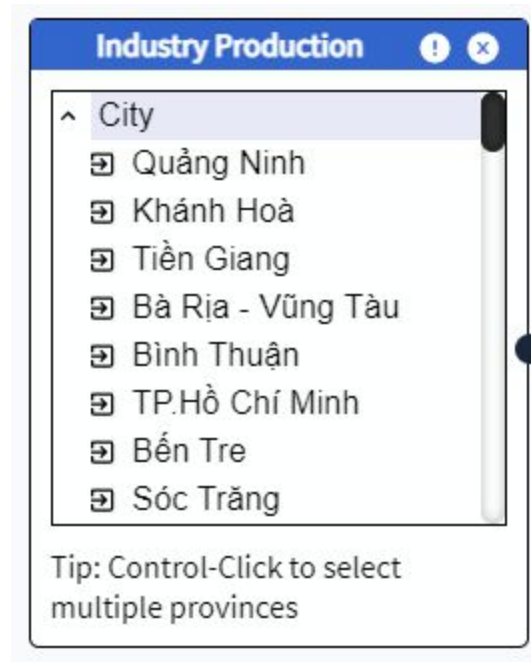 Industry Production
City
Quảng Ninh
Khánh Hoà
Tiền Giang
Bà Rịa - Vũng Tàu
Bình Thuận
TP.Hồ Chí Minh
Bến Tre
Sóc Trăng
Tip: Control-Click to select
multiple provinces